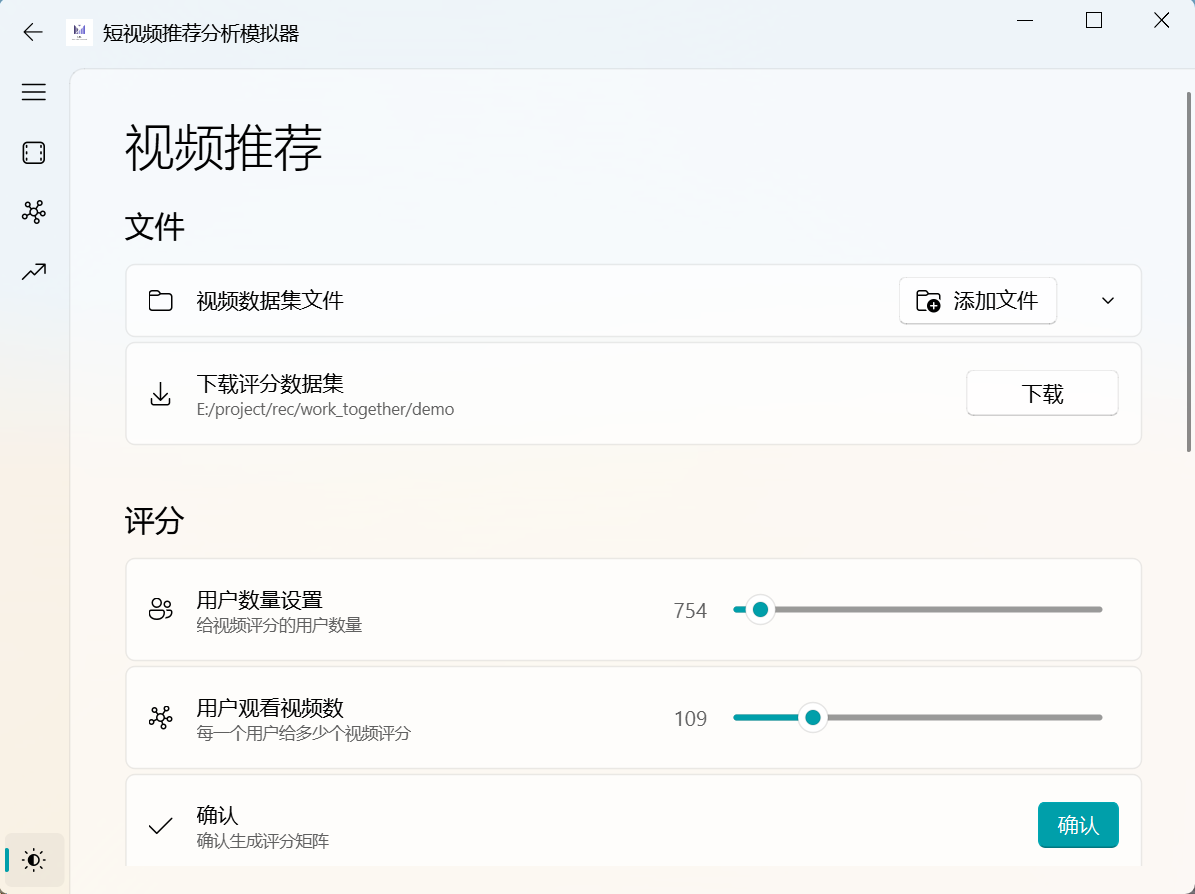 短视频推荐分析模拟器
视频推荐
文件
视频数据集文件
添加文件
下载评分数据集
E:/project/rec/work_together/demo
下载
评分
用户数量设置
给视频评分的用户数量
754
用户观看视频数
每一个用户给多少个视频评分
109
确认
确认生成评分矩阵
确认